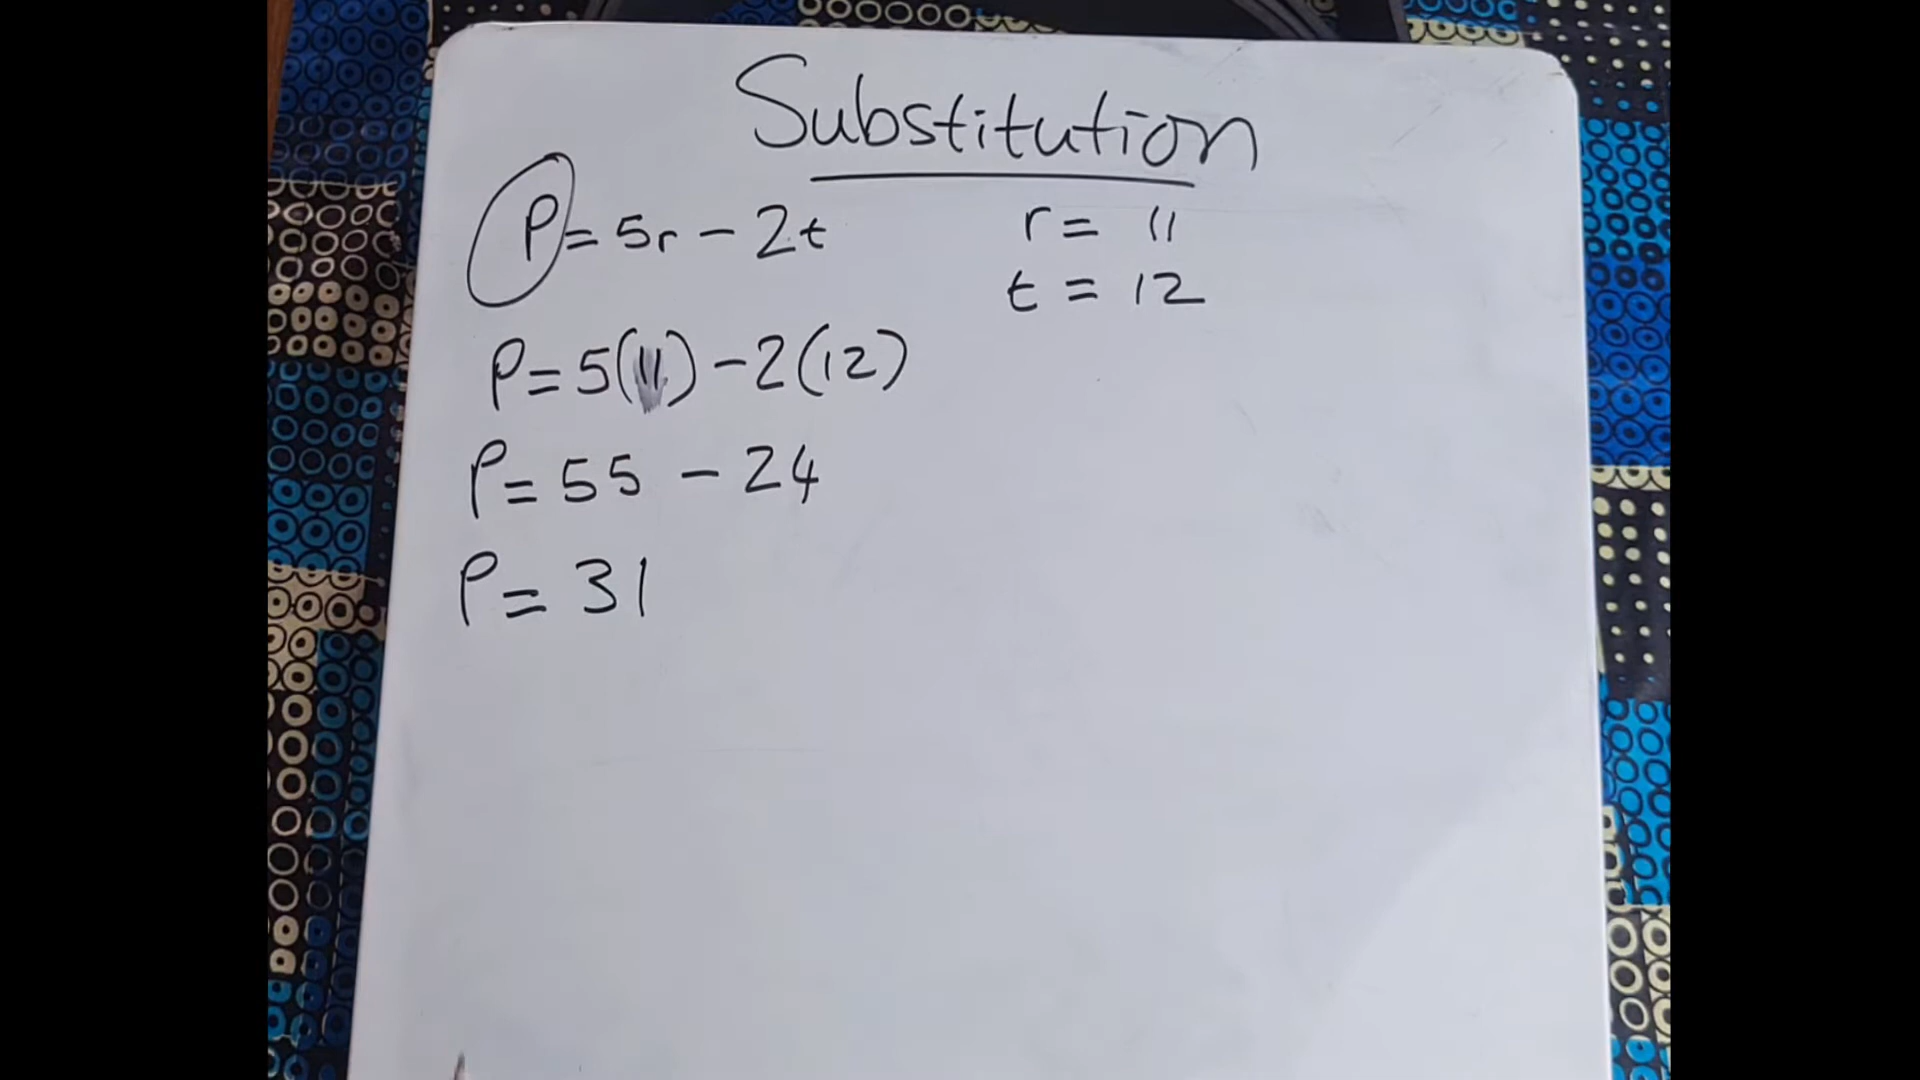 Substitution
P = 5r - 2t
r = 11
t = 12
P = 5(11) - 2(12)
P = 55 - 24
P = 31